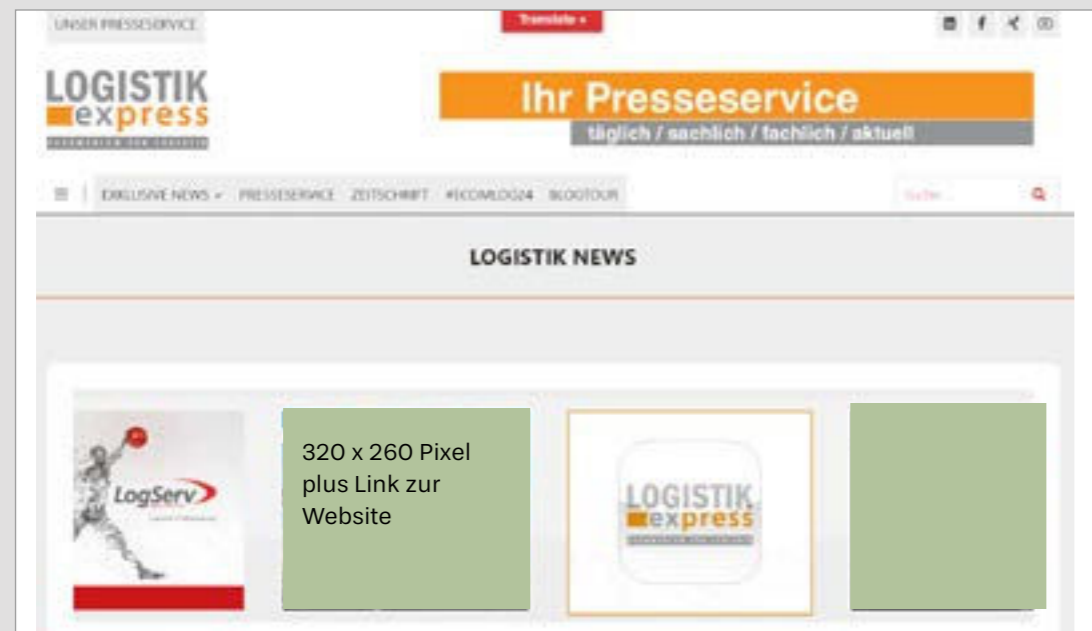 UNSER PRESSESERVICE
Translate »
LOGISTIK
express
Ihr Presseservice
täglich / sachlich / fachlich / aktuell
EXKLUSIVE NEWS PRESSESERVICE ZEITSCHRIFT #ECOMLOG24 BLOGTOUR
Suche ...
LOGISTIK NEWS
LogServ
320 x 260 Pixel
plus Link zur
Website
LOGISTIK
express